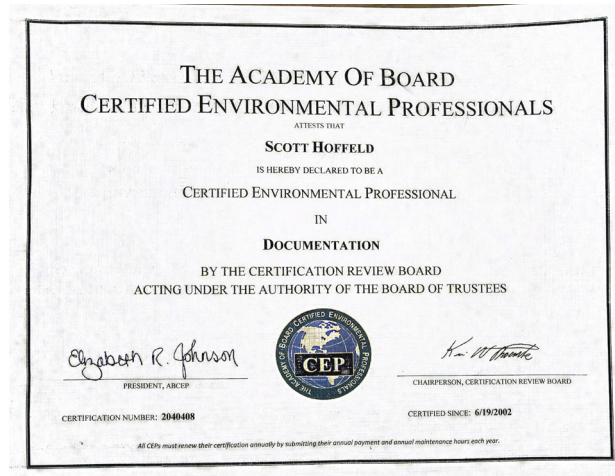 THE ACADEMY OF BOARD
CERTIFIED ENVIRONMENTAL PROFESSIONALS
ATTESTS THAT
SCOTT HOFFELD
IS HEREBY DECLARED TO BE A
CERTIFIED ENVIRONMENTAL PROFESSIONAL
IN
DOCUMENTATION
BY THE CERTIFICATION REVIEW BOARD
ACTING UNDER THE AUTHORITY OF THE BOARD OF TRUSTEES
THE ACADEMY OF BOARD CERTIFIED ENVIRONMENTAL PROFESSIONALS
CEP
Elizabeth R. Johnson
PRESIDENT, ABCEP
CHAIRPERSON, CERTIFICATION REVIEW BOARD
CERTIFICATION NUMBER: 2040408
CERTIFIED SINCE: 6/19/2002
All CEPs must renew their certification annually by submitting their annual payment and annual maintenance hours each year.